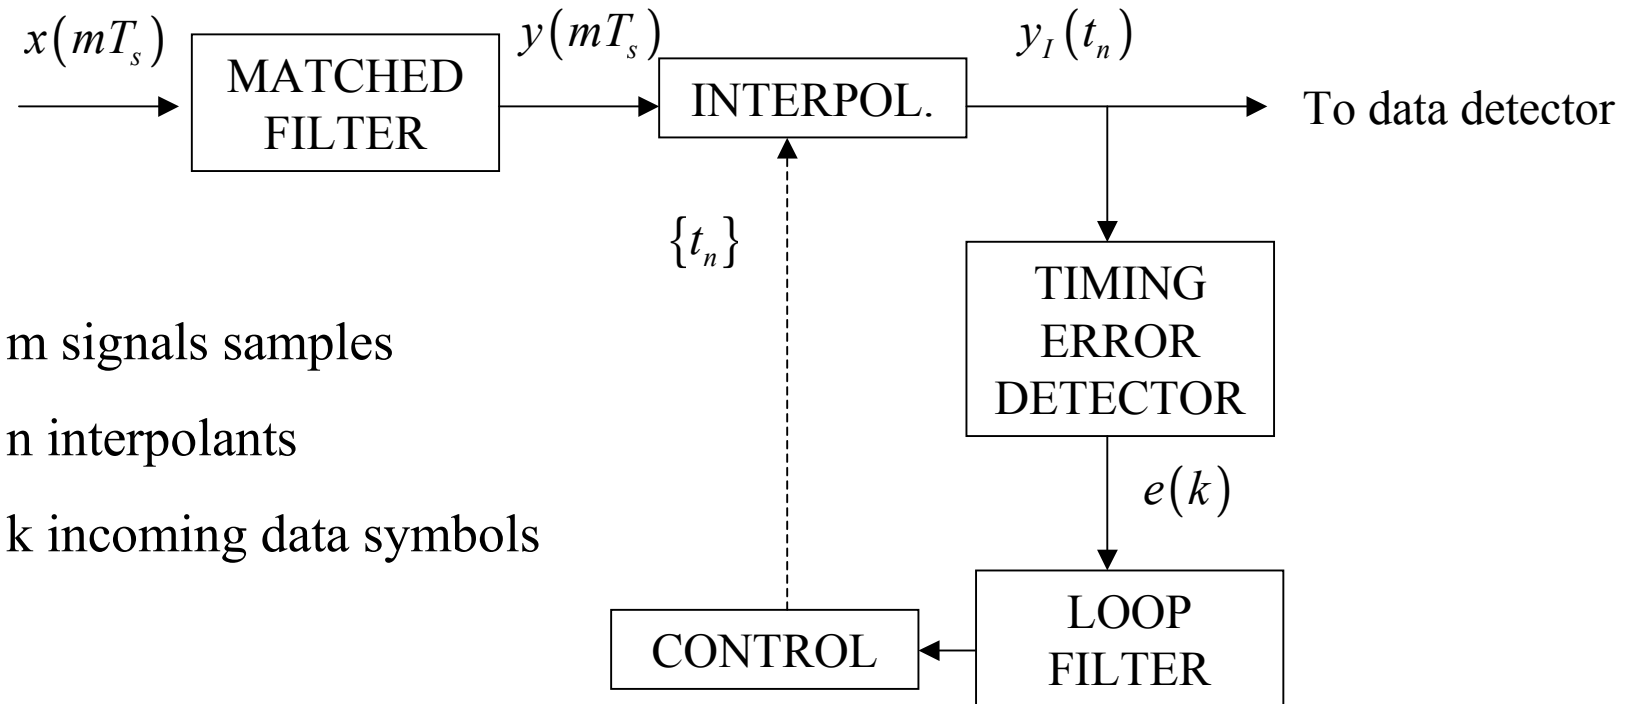 x(mT_s)
MATCHED
FILTER
y(mT_s)
INTERPOL.
y_I(t_n)
To data detector
{t_n}
TIMING
ERROR
DETECTOR
m signals samples
n interpolants
k incoming data symbols
e(k)
LOOP
FILTER
CONTROL